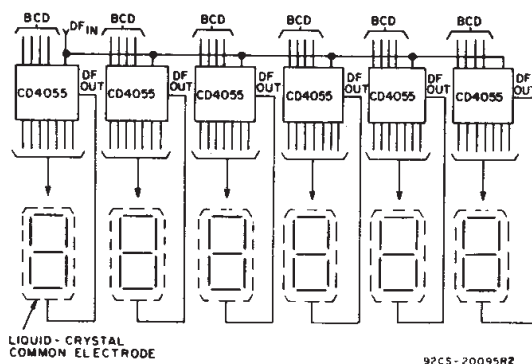 BCD BCD BCD BCD BCD BCD
DF IN
CD4055 DF OUT CD4055 DF OUT CD4055 DF OUT CD4055 DF OUT CD4055 DF OUT CD4055 DF OUT
LIQUID-CRYSTAL
COMMON ELECTRODE
92CS-20095R2